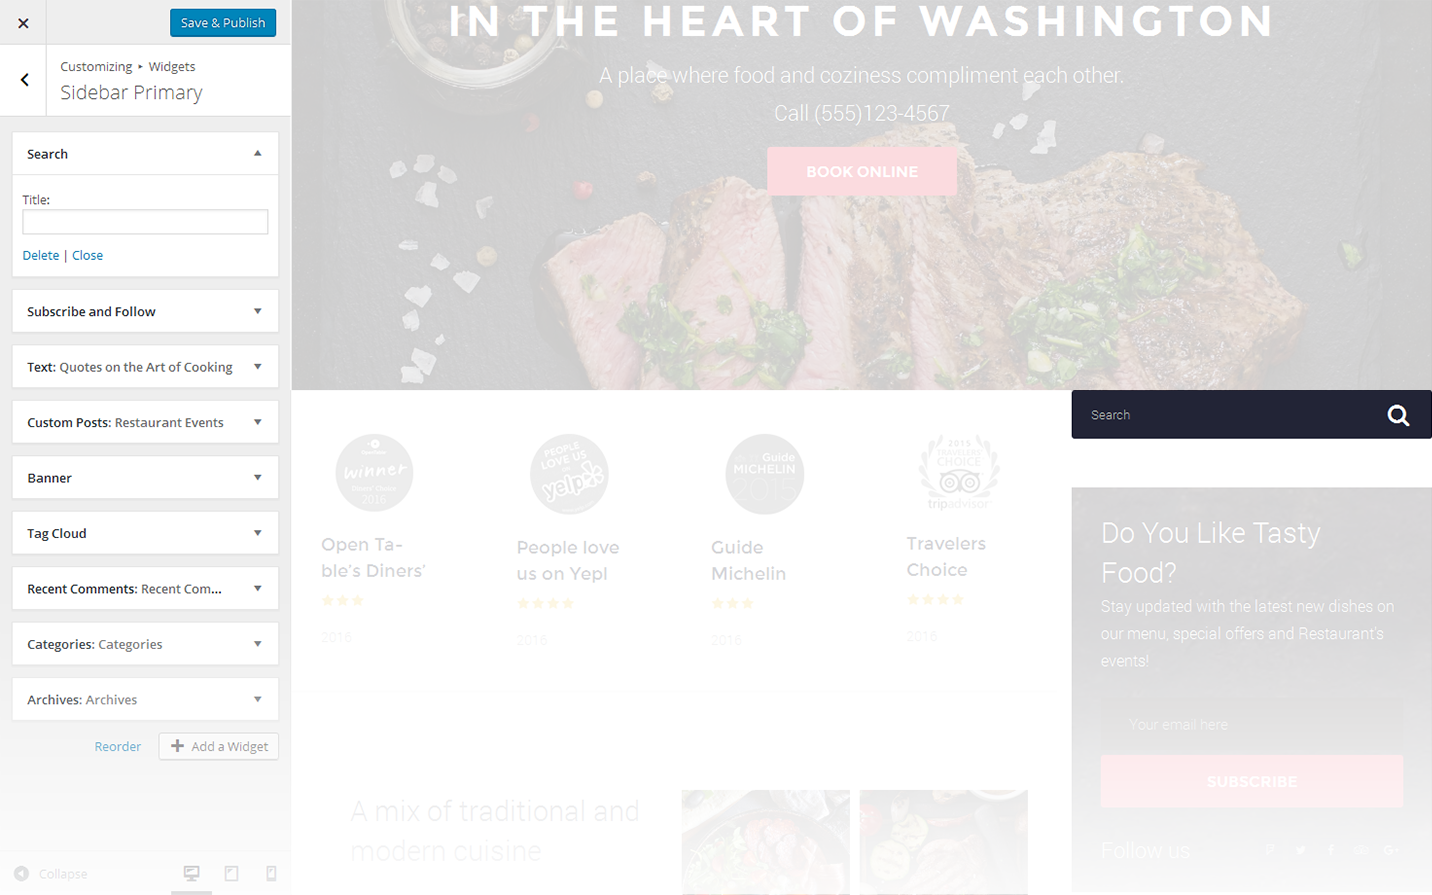 Save & Publish
Customizing ▸ Widgets
Sidebar Primary
Search
Title:
Delete | Close
Subscribe and Follow
Text: Quotes on the Art of Cooking
Custom Posts: Restaurant Events
Banner
Tag Cloud
Recent Comments: Recent Com...
Categories: Categories
Archives: Archives
Reorder
Add a Widget
Collapse
IN THE HEART OF WASHINGTON
A place where food and coziness compliment each other.
Call (555)123-4567
BOOK ONLINE
winner
2016
Open Ta-
ble's Diners'
2016
PEOPLE
LOVE US
yelp
People love
us on Yepl
2016
Guide
MICHELIN
2015
Guide
Michelin
2016
2015
TRAVELERS'
CHOICE
tripadvisor
Travelers
Choice
2016
A mix of traditional and
modern cuisine
Search
Do You Like Tasty
Food?
Stay updated with the latest new dishes on
our menu, special offers and Restaurant's
events!
Your email here
SUBSCRIBE
Follow us